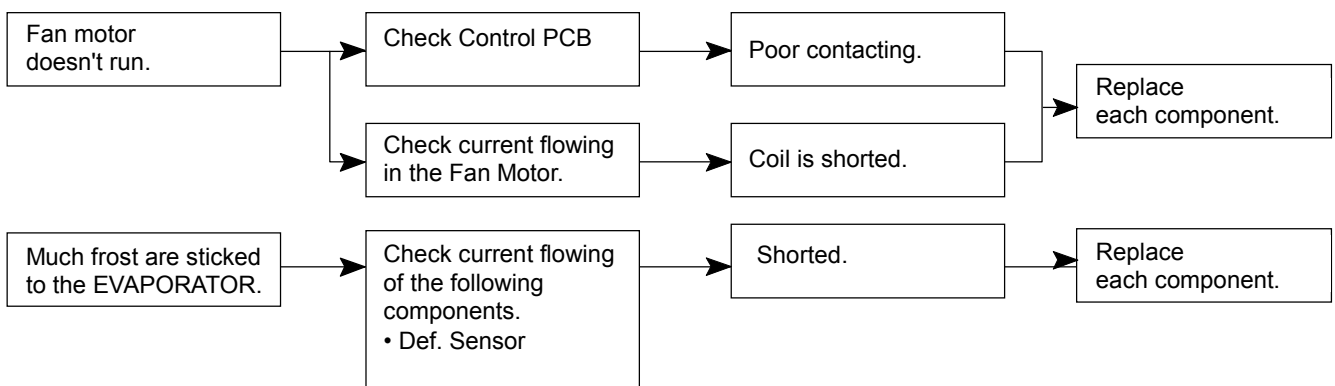 Fan motor
doesn't run.
Check Control PCB
Poor contacting.
Check current flowing
in the Fan Motor.
Coil is shorted.
Replace
each component.
Much frost are sticked
to the EVAPORATOR.
Check current flowing
of the following
components.
• Def. Sensor
Shorted.
Replace
each component.